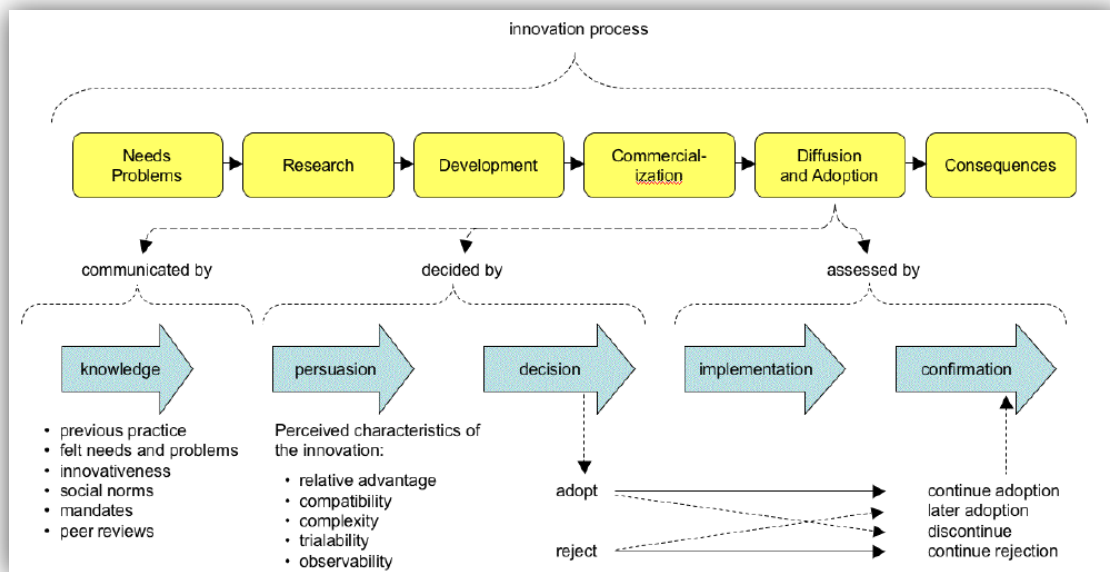 innovation process
Needs
Problems
Research
Development
Commercial-
ization
Diffusion
and Adoption
Consequences
communicated by
decided by
assessed by
knowledge
persuasion
decision
implementation
confirmation
• previous practice
• felt needs and problems
• innovativeness
• social norms
• mandates
• peer reviews
Perceived characteristics of
the innovation:
• relative advantage
• compatibility
• complexity
• trialability
• observability
adopt
reject
continue adoption
later adoption
discontinue
continue rejection